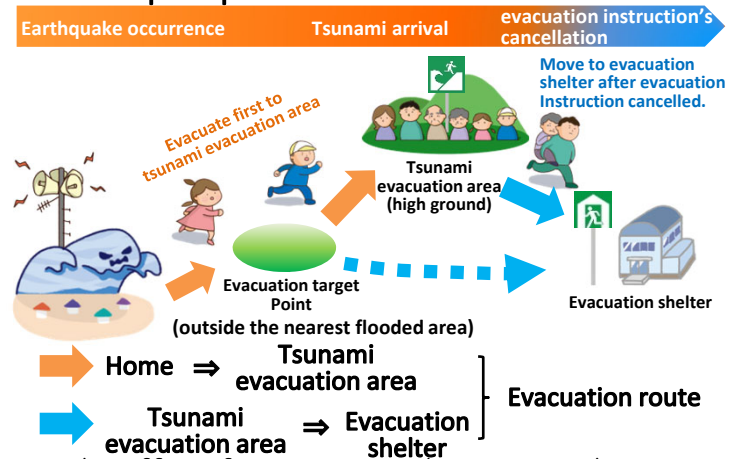 Earthquake occurrence
Tsunami arrival
evacuation instruction's
cancellation
Move to evacuation
shelter after evacuation
Instruction cancelled.
Evacuate first to
tsunami evacuation area
Tsunami
evacuation area
(high ground)
Evacuation target
Point
(outside the nearest flooded area)
Evacuation shelter
Home ⇒ Tsunami
evacuation area
Tsunami
evacuation area
⇒ Evacuation
shelter
Evacuation route